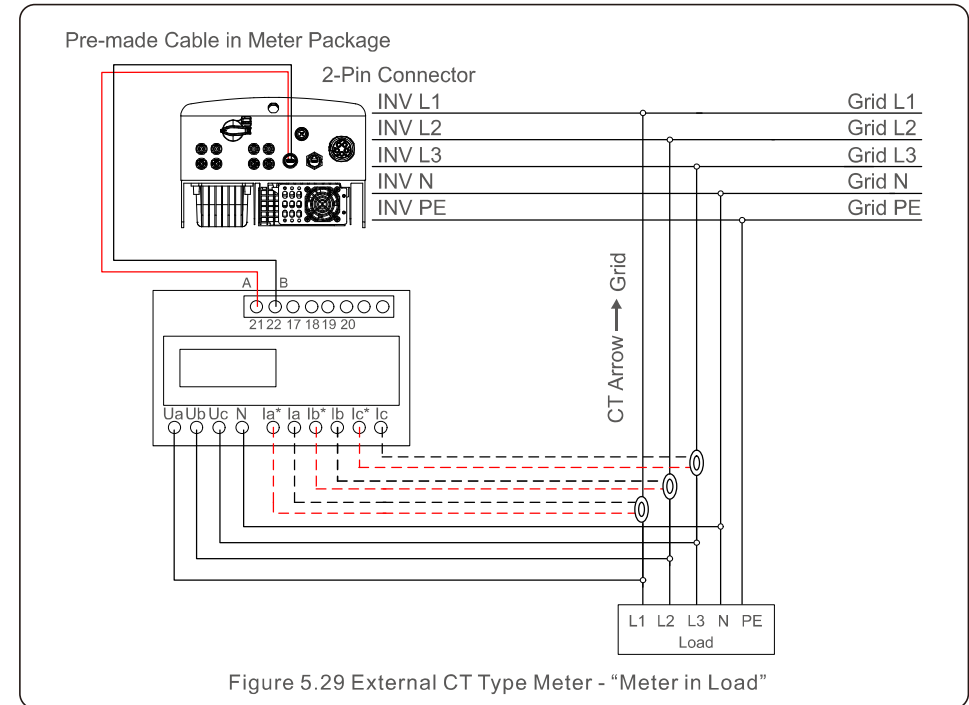 Pre-made Cable in Meter Package
2-Pin Connector
INV L1 Grid L1
INV L2 Grid L2
INV L3 Grid L3
INV N Grid N
INV PE Grid PE
CT Arrow → Grid
A B
21 22 17 18 19 20
Ua Ub Uc N Ia* Ia Ib* Ib Ic* Ic
L1 L2 L3 N PE
Load
Figure 5.29 External CT Type Meter - “Meter in Load”